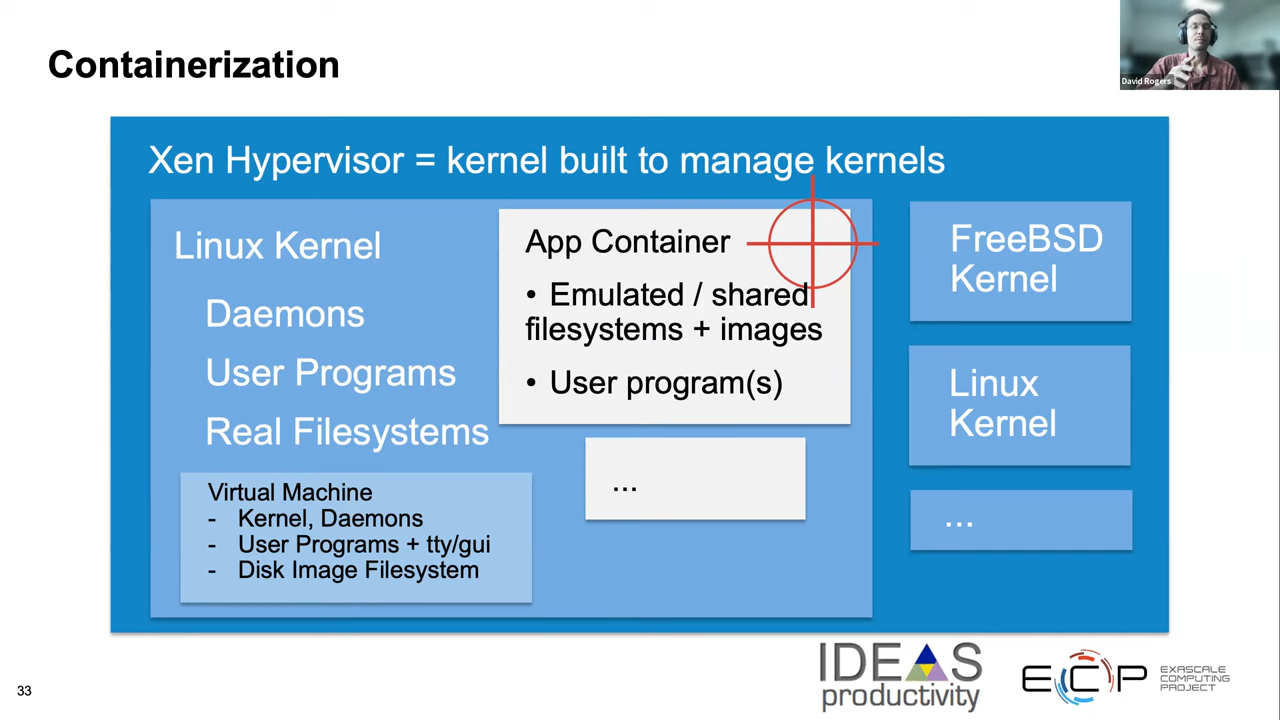 Containerization
David Rogers
Xen Hypervisor = kernel built to manage kernels
Linux Kernel
Daemons
User Programs
Real Filesystems
Virtual Machine
- Kernel, Daemons
- User Programs + tty/gui
- Disk Image Filesystem
App Container
• Emulated / shared
filesystems + images
• User program(s)
...
FreeBSD
Kernel
Linux
Kernel
...
33
IDEAS
productivity
ECP
EXASCALE
COMPUTING
PROJECT